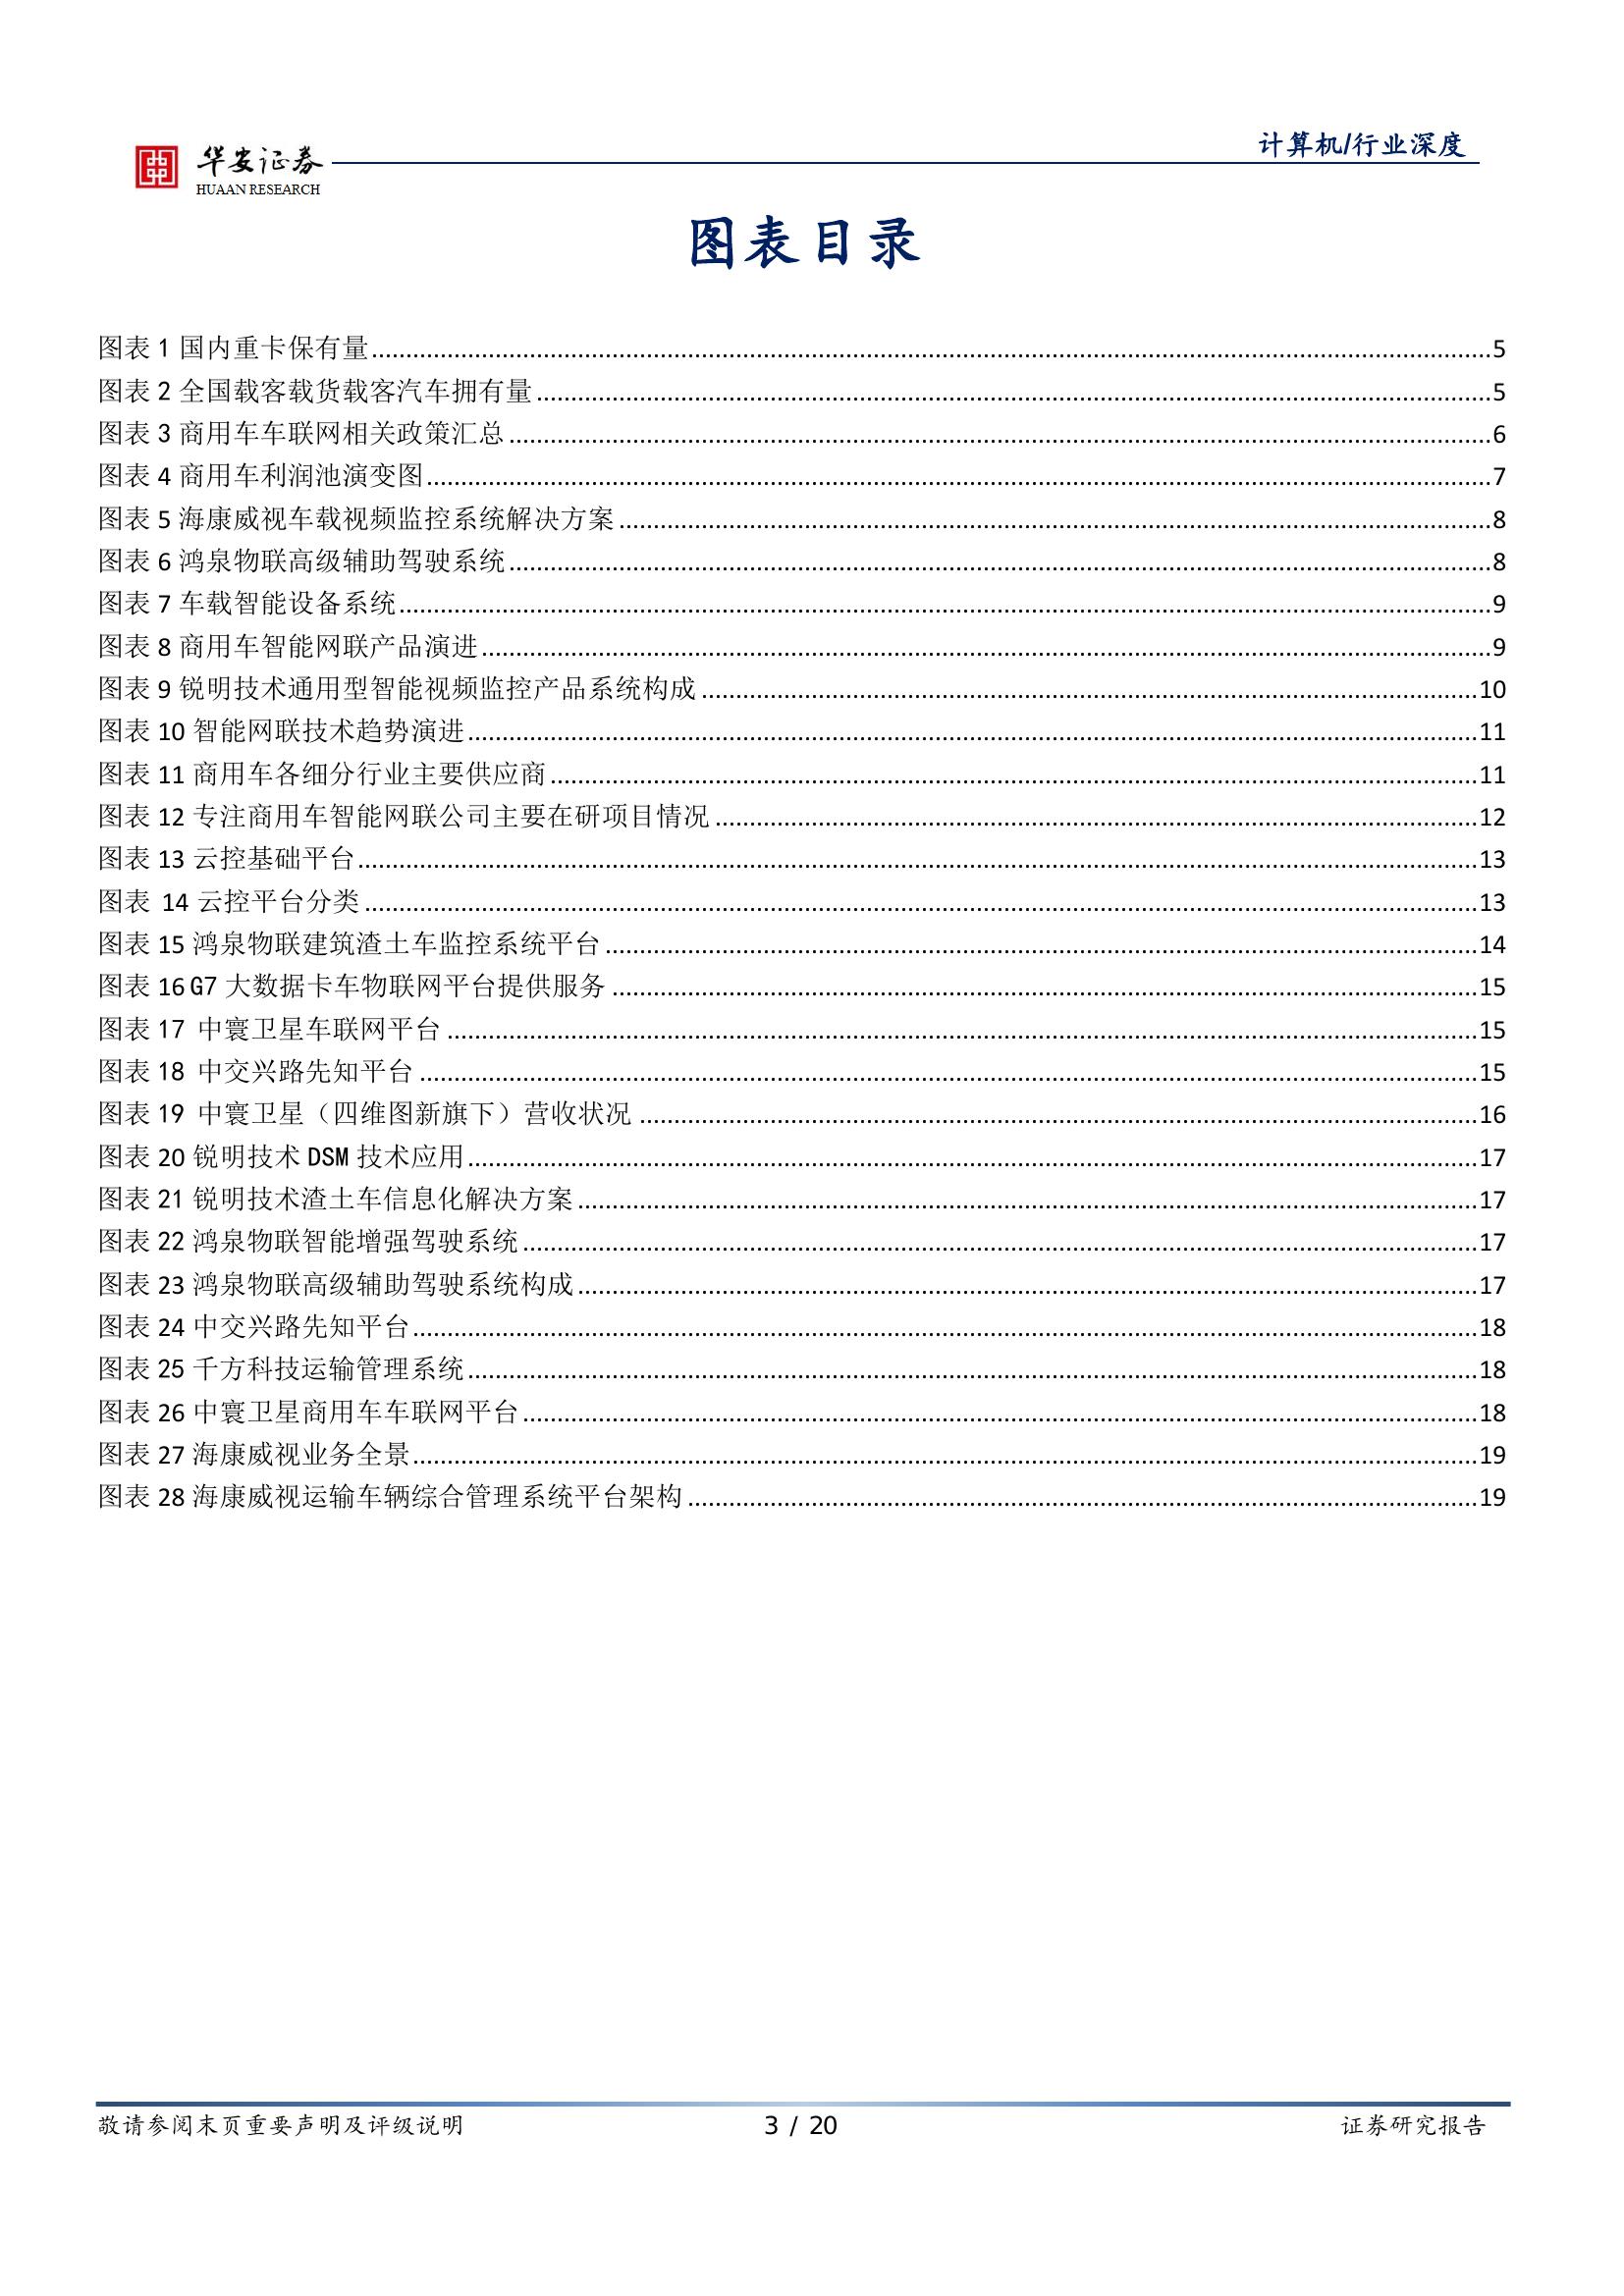 华安证券
HUAAN RESEARCH
计算机/行业深度
图表目录
图表 1 国内重卡保有量........5
图表 2 全国载客载货载客汽车拥有量........5
图表 3 商用车车联网相关政策汇总........6
图表 4 商用车利润池演变图........7
图表 5 海康威视车载视频监控系统解决方案........8
图表 6 鸿泉物联高级辅助驾驶系统........8
图表 7 车载智能设备系统........9
图表 8 商用车智能网联产品演进........9
图表 9 锐明技术通用型智能视频监控产品系统构成........10
图表 10 智能网联技术趋势演进........11
图表 11 商用车各细分行业主要供应商........11
图表 12 专注商用车智能网联公司主要在研项目情况........12
图表 13 云控基础平台........13
图表 14 云控平台分类........13
图表 15 鸿泉物联建筑渣土车监控系统平台........14
图表 16 G7 大数据卡车物联网平台提供服务........15
图表 17 中寰卫星车联网平台........15
图表 18 中交兴路先知平台........15
图表 19 中寰卫星（四维图新旗下）营收状况........16
图表 20 锐明技术 DSM 技术应用........17
图表 21 锐明技术渣土车信息化解决方案........17
图表 22 鸿泉物联智能增强驾驶系统........17
图表 23 鸿泉物联高级辅助驾驶系统构成........17
图表 24 中交兴路先知平台........18
图表 25 千方科技运输管理系统........18
图表 26 中寰卫星商用车车联网平台........18
图表 27 海康威视业务全景........19
图表 28 海康威视运输车辆综合管理系统平台架构........19
敬请参阅末页重要声明及评级说明 3 / 20 证券研究报告